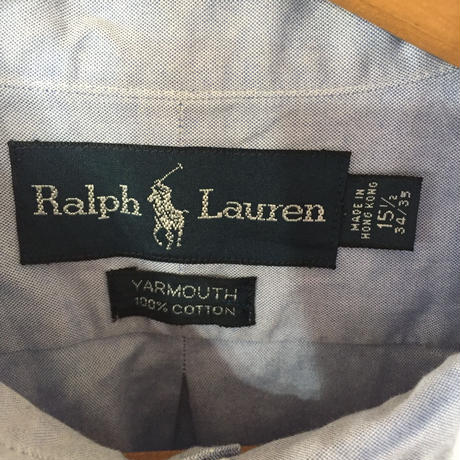 Ralph Lauren
MADE IN
HONG KONG
15½
34/35
YARMOUTH
100% COTTON